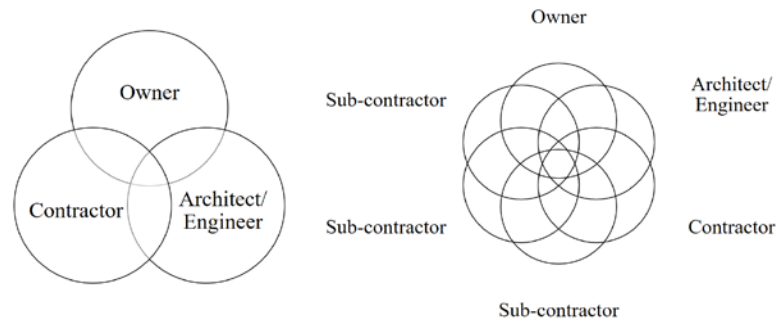 Owner
Contractor
Architect/
Engineer
Owner
Sub-contractor
Architect/
Engineer
Sub-contractor
Contractor
Sub-contractor